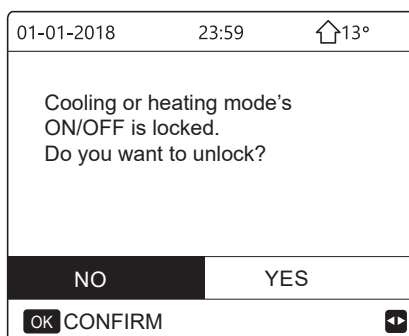 01-01-2018 23:59 13°
Cooling or heating mode's
ON/OFF is locked.
Do you want to unlock?
NO YES
OK CONFIRM